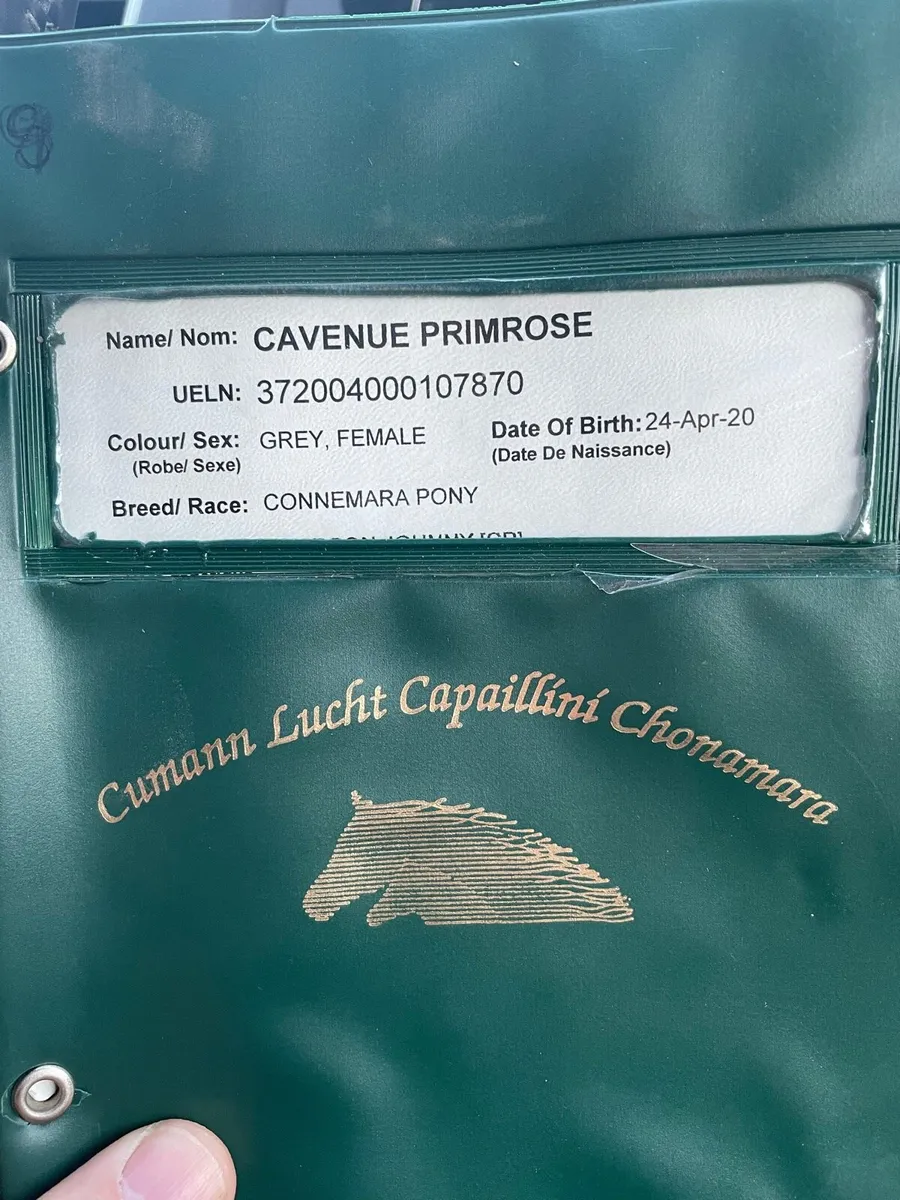 Name/ Nom: CAVENUE PRIMROSE
UELN: 372004000107870
Colour/ Sex: GREY, FEMALE Date Of Birth: 24-Apr-20
(Robe/ Sexe) (Date De Naissance)
Breed/ Race: CONNEMARA PONY
Cumann Lucht Capaillíní Chonamara